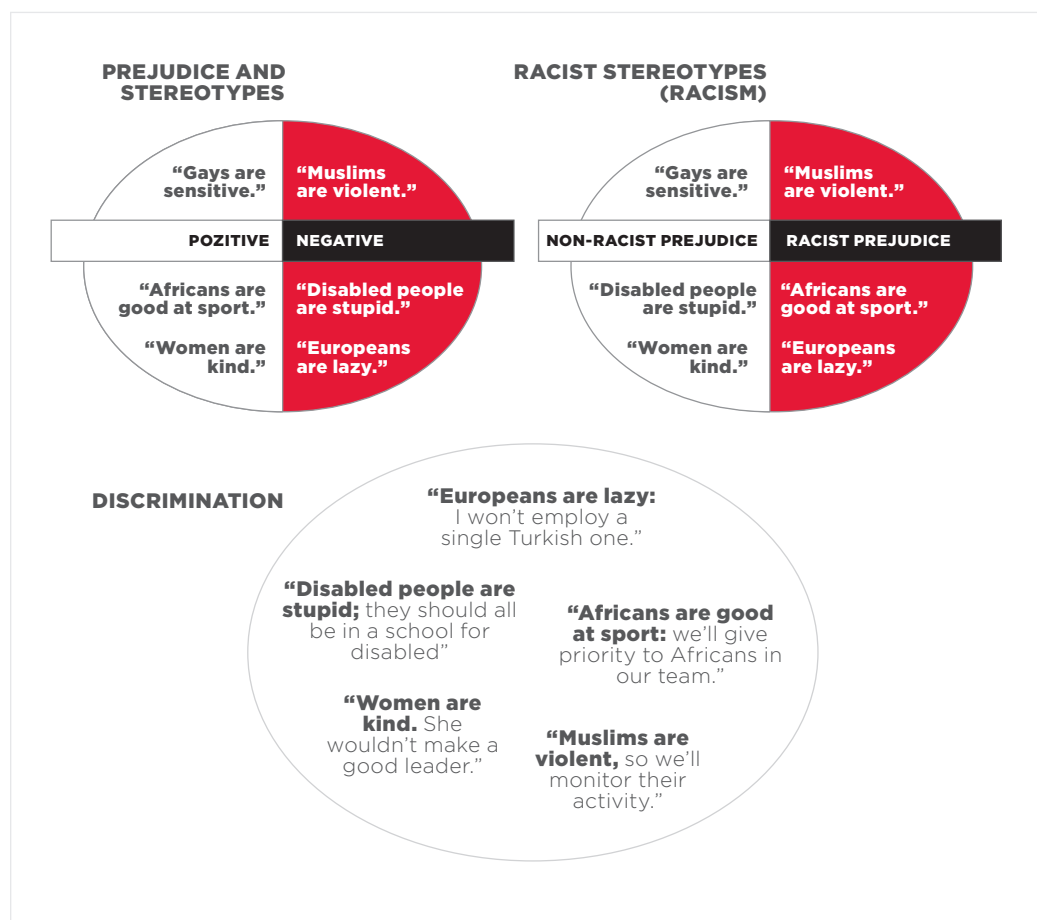 PREJUDICE AND
STEREOTYPES
“Gays are
sensitive.”
“Muslims
are violent.”
POZITIVE
NEGATIVE
“Africans are
good at sport.”
“Disabled people
are stupid.”
“Women are
kind.”
“Europeans
are lazy.”
RACIST STEREOTYPES
(RACISM)
“Gays are
sensitive.”
“Muslims
are violent.”
NON-RACIST PREJUDICE
RACIST PREJUDICE
“Disabled people
are stupid.”
“Africans are
good at sport.”
“Women are
kind.”
“Europeans
are lazy.”
DISCRIMINATION
“Europeans are lazy:
I won’t employ a
single Turkish one.”
“Disabled people are
stupid; they should all
be in a school for
disabled”
“Africans are good
at sport: we’ll give
priority to Africans in
our team.”
“Women are
kind. She
wouldn’t make a
good leader.”
“Muslims are
violent, so we’ll
monitor their
activity.”